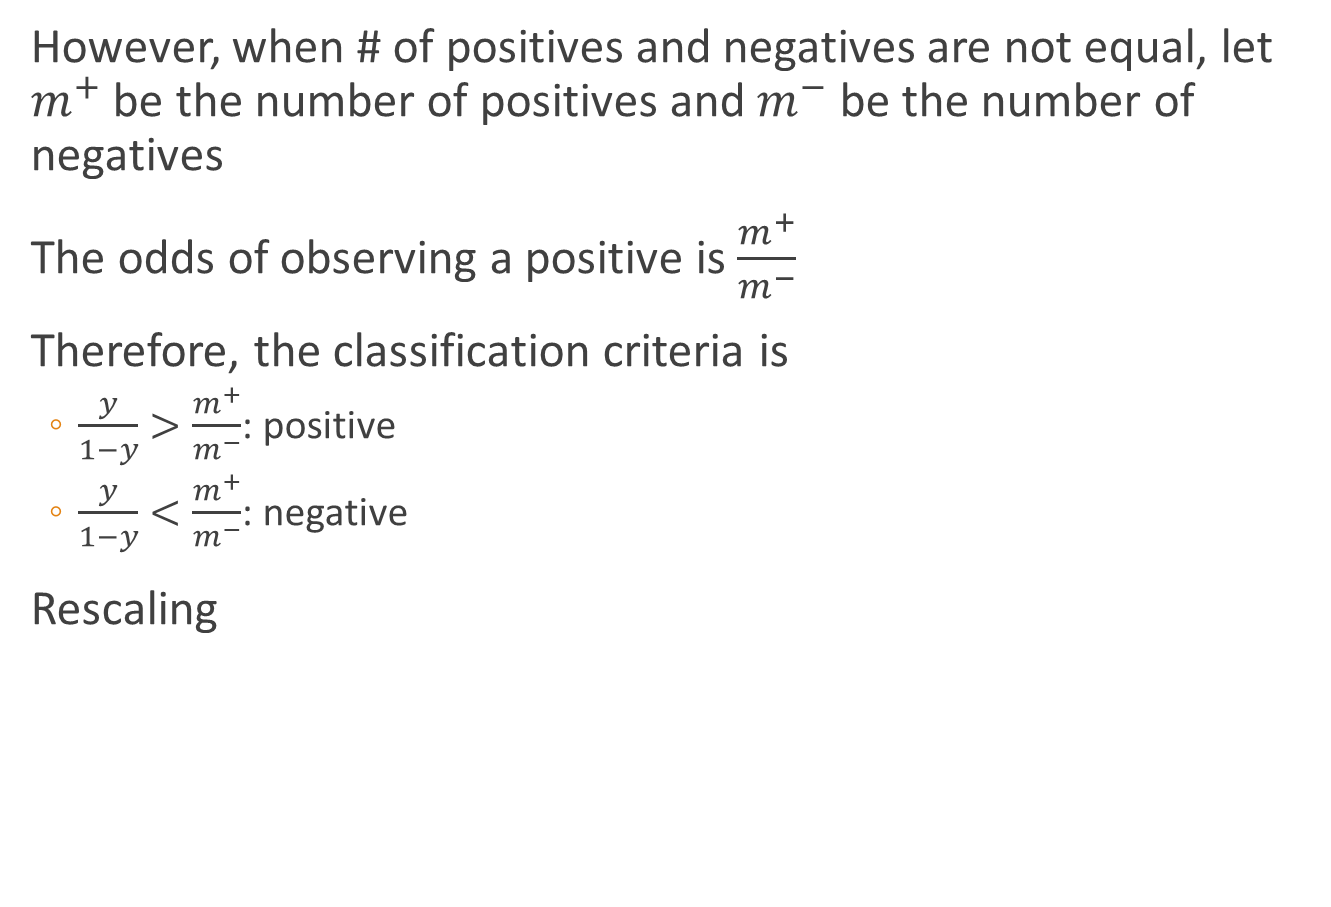 However, when # of positives and negatives are not equal, let
m⁺ be the number of positives and m⁻ be the number of
negatives
The odds of observing a positive is m⁺/m⁻
Therefore, the classification criteria is
◦ y/(1−y) > m⁺/m⁻: positive
◦ y/(1−y) < m⁺/m⁻: negative
Rescaling